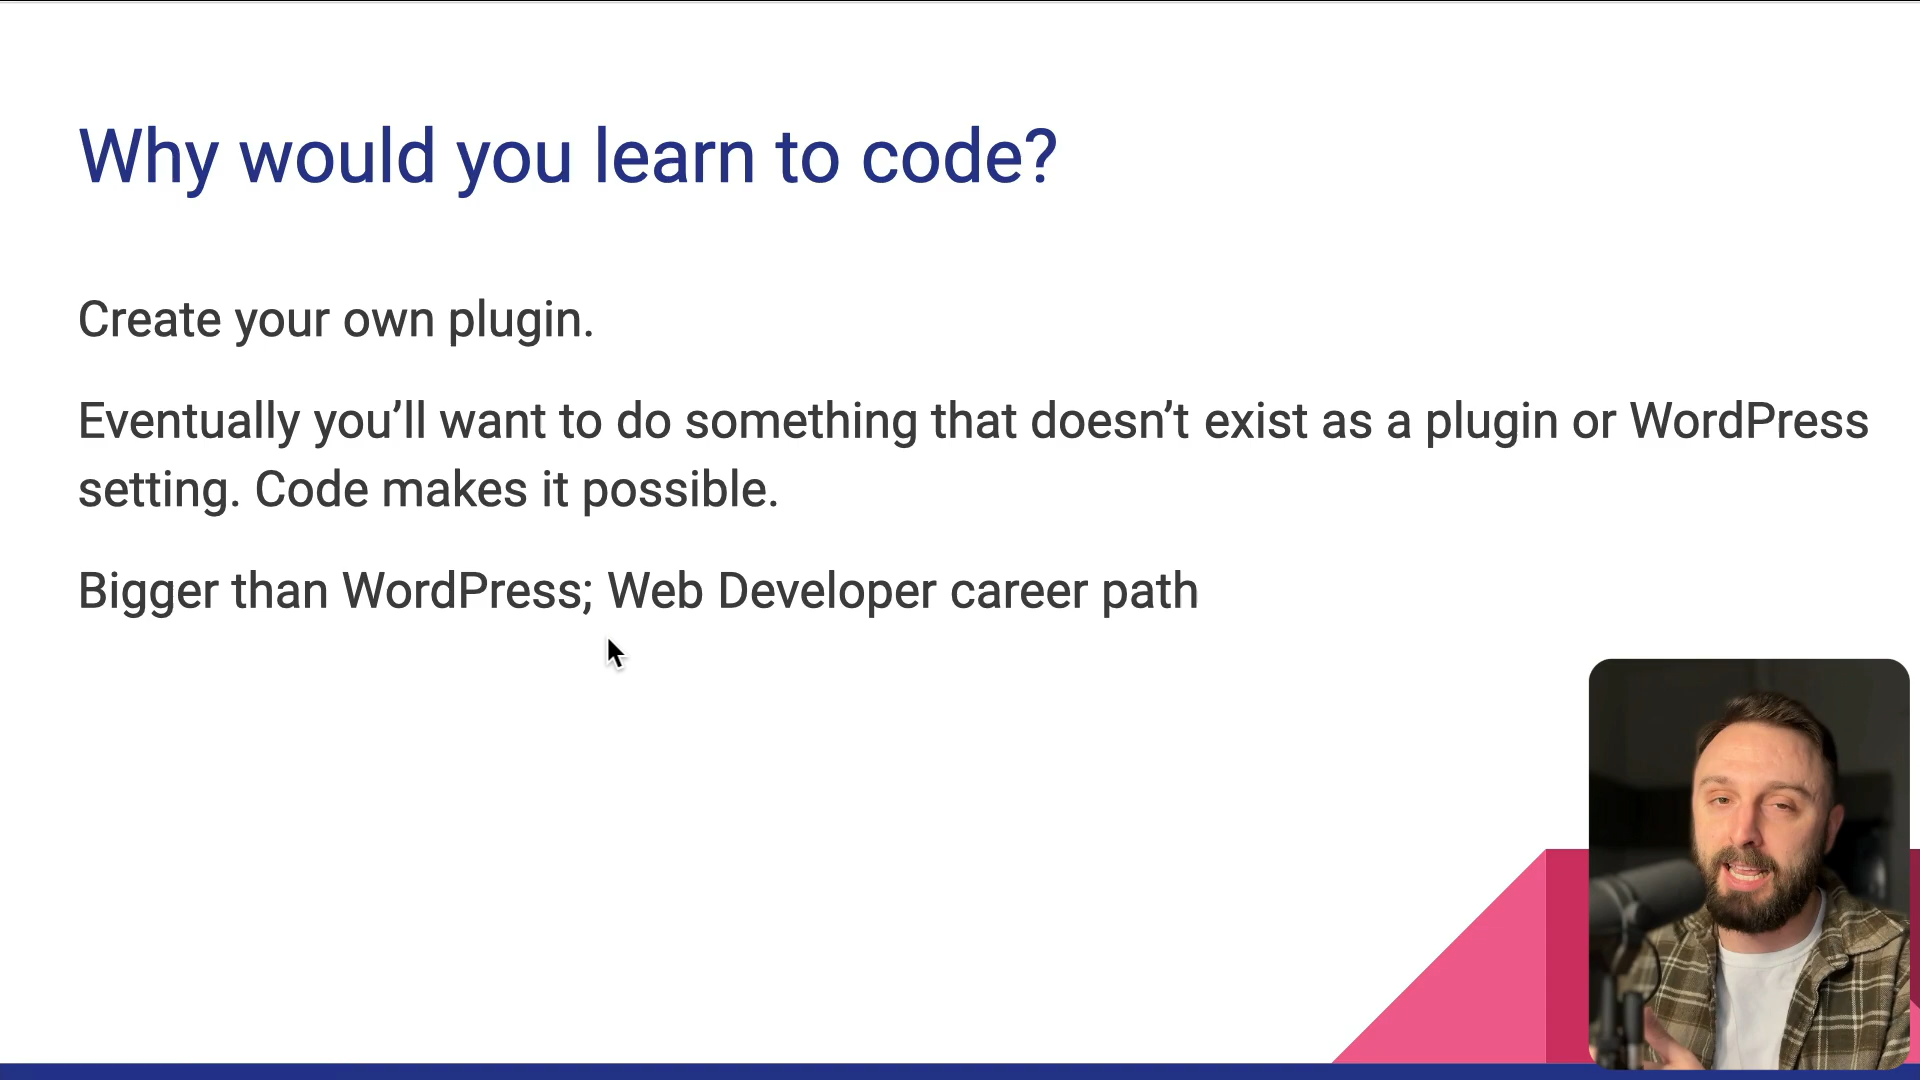 Why would you learn to code?
Create your own plugin.
Eventually you’ll want to do something that doesn’t exist as a plugin or WordPress
setting. Code makes it possible.
Bigger than WordPress; Web Developer career path